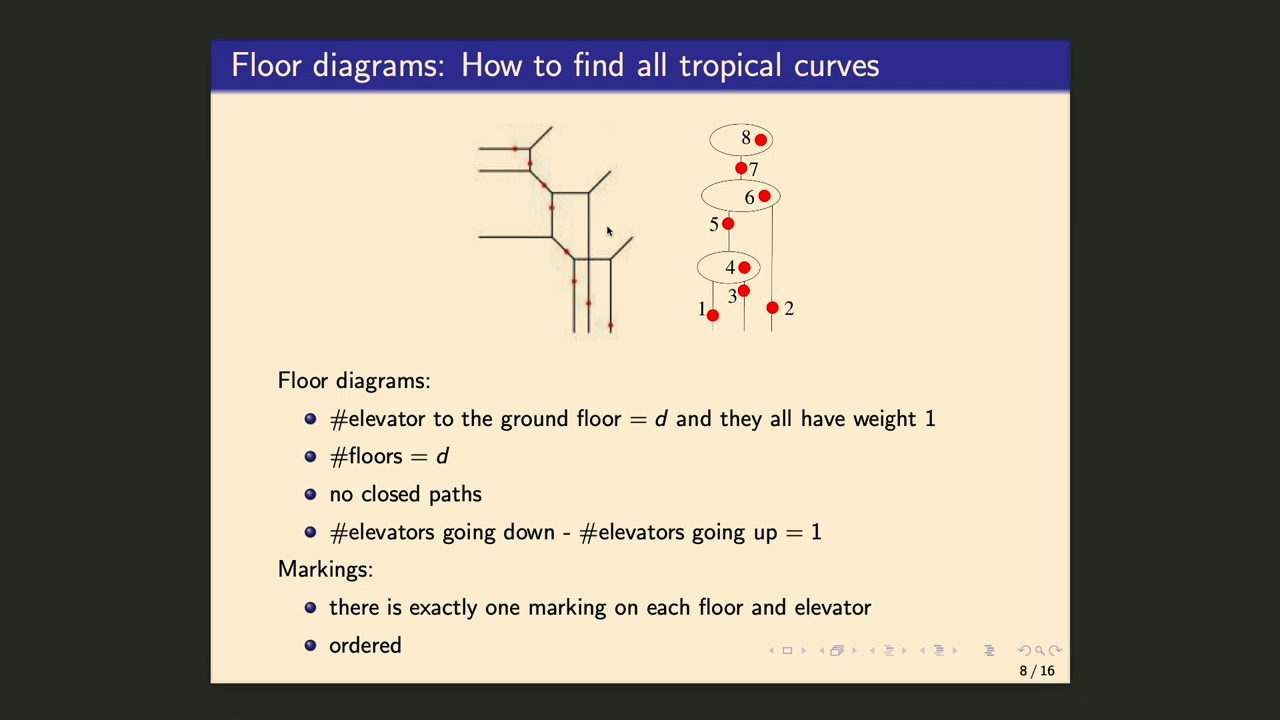 Floor diagrams: How to find all tropical curves
8
7
6
5
4
3
1
2
Floor diagrams:
#elevator to the ground floor = d and they all have weight 1
#floors = d
no closed paths
#elevators going down - #elevators going up = 1
Markings:
there is exactly one marking on each floor and elevator
ordered
8 / 16